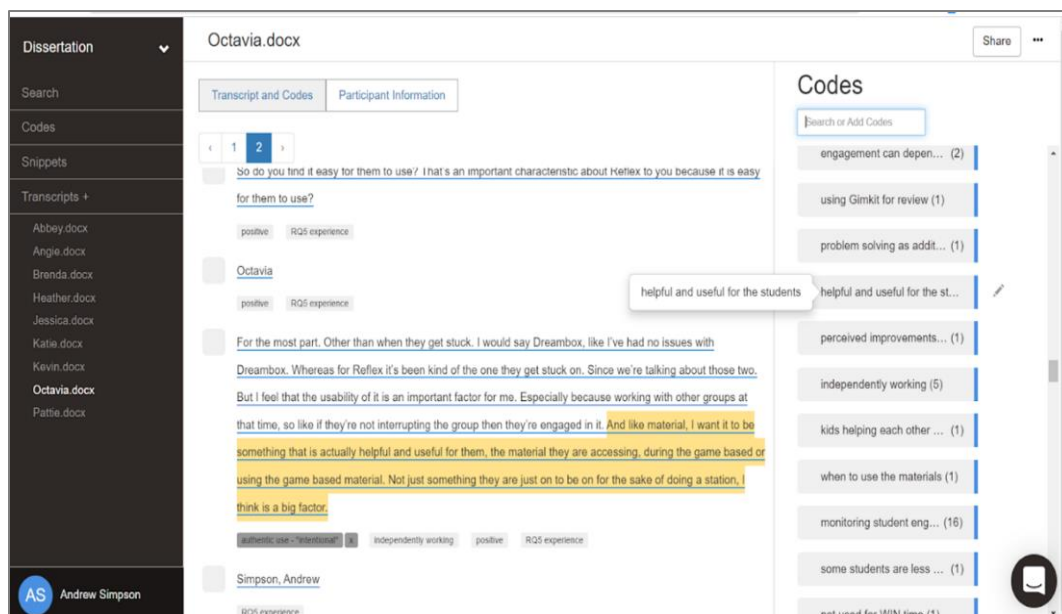 Dissertation
Search
Codes
Snippets
Transcripts +
Abbey.docx
Angie.docx
Brenda.docx
Heather.docx
Jessica.docx
Katie.docx
Kevin.docx
Octavia.docx
Pattie.docx
AS Andrew Simpson
Octavia.docx
Share
Transcript and Codes Participant Information
‹ 1 2 ›
So do you find it easy for them to use? That's an important characteristic about Reflex to you because it is easy
for them to use?
positive RQ5 experience
Octavia
positive RQ5 experience
For the most part. Other than when they get stuck. I would say Dreambox, like I've had no issues with
Dreambox. Whereas for Reflex it's been kind of the one they get stuck on. Since we're talking about those two.
But I feel that the usability of it is an important factor for me. Especially because working with other groups at
that time, so like if they're not interrupting the group then they're engaged in it. And like material, I want it to be
something that is actually helpful and useful for them, the material they are accessing, during the game based or
using the game based material. Not just something they are just on to be on for the sake of doing a station, I
think is a big factor.
authentic use - "intentional" x independently working positive RQ5 experience
Simpson, Andrew
RQ5 experience
Codes
Search or Add Codes
engagement can depen... (2)
using Gimkit for review (1)
problem solving as addit... (1)
helpful and useful for the students
helpful and useful for the st...
perceived improvements... (1)
independently working (5)
kids helping each other ... (1)
when to use the materials (1)
monitoring student eng... (16)
some students are less ... (1)
not used for WIN time (1)